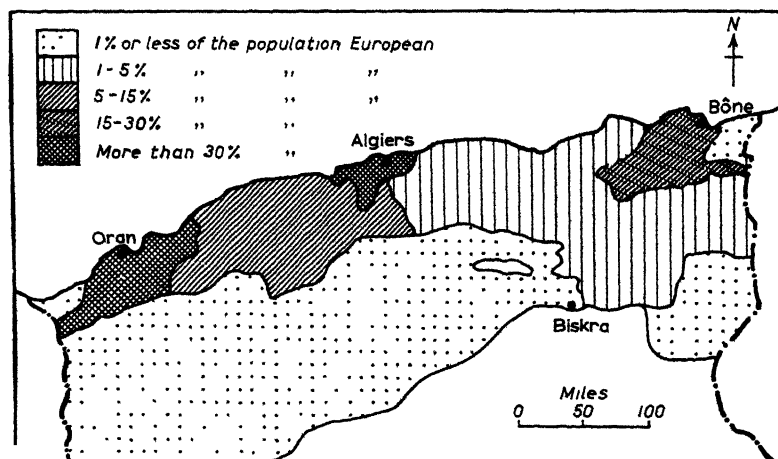 1% or less of the population European
1-5% ,, ,, ,,
5-15% ,, ,, ,,
15-30% ,, ,,
More than 30% ,,
N
Bône
Algiers
Oran
Biskra
Miles
0 50 100